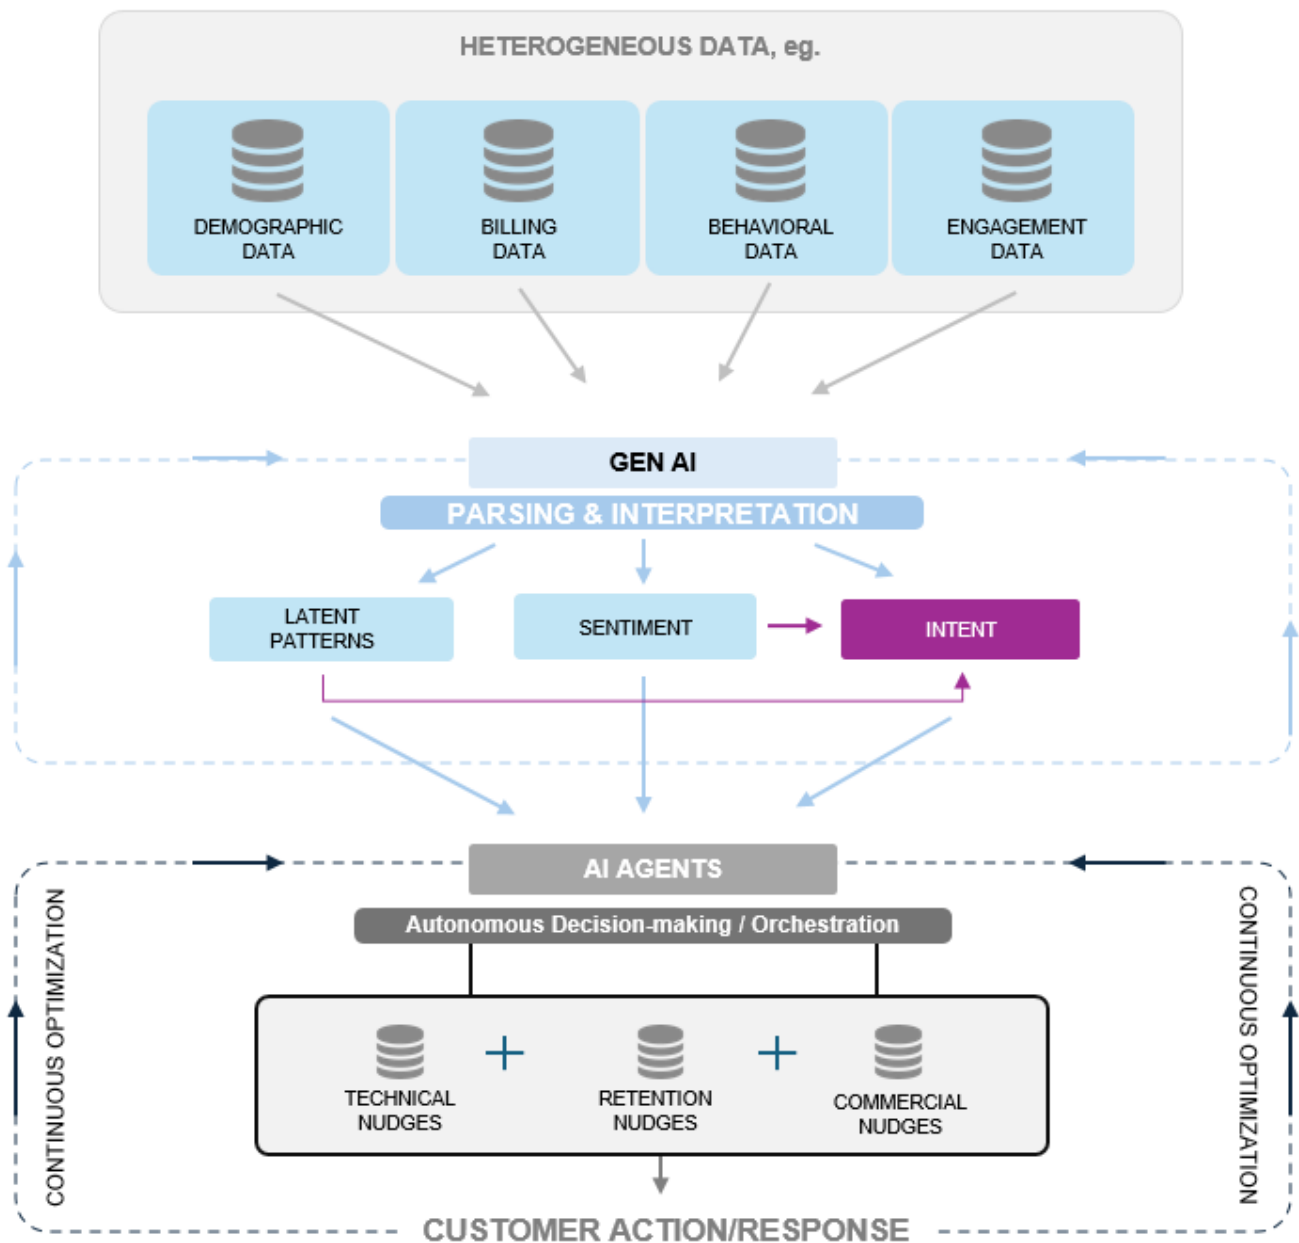 HETEROGENEOUS DATA, eg.
DEMOGRAPHIC
DATA
BILLING
DATA
BEHAVIORAL
DATA
ENGAGEMENT
DATA
GEN AI
PARSING & INTERPRETATION
LATENT
PATTERNS
SENTIMENT
INTENT
AI AGENTS
Autonomous Decision-making / Orchestration
CONTINUOUS OPTIMIZATION
CONTINUOUS OPTIMIZATION
TECHNICAL
NUDGES
RETENTION
NUDGES
COMMERCIAL
NUDGES
CUSTOMER ACTION/RESPONSE